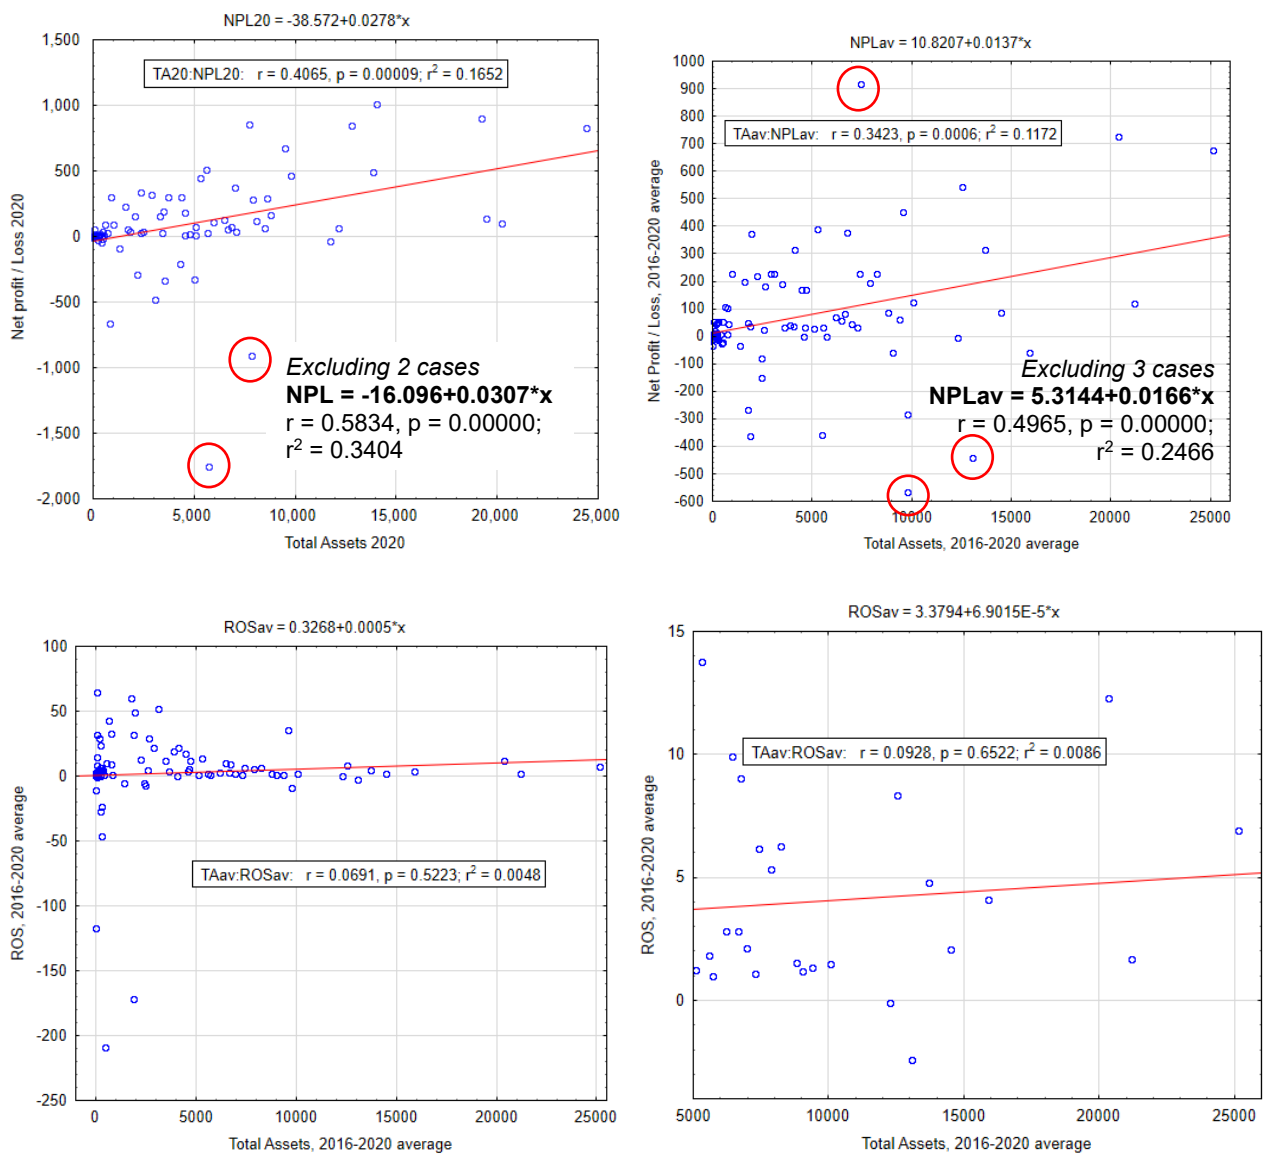 NPL20 = -38.572+0.0278*x
1,500
1,000
500
0
-500
-1,000
-1,500
-2,000
Net profit / Loss 2020
TA20:NPL20: r = 0.4065, p = 0.00009; r² = 0.1652
Excluding 2 cases
NPL = -16.096+0.0307*x
r = 0.5834, p = 0.00000;
r² = 0.3404
0 5,000 10,000 15,000 20,000 25,000
Total Assets 2020
NPLav = 10.8207+0.0137*x
1000
900
800
700
600
500
400
300
200
100
0
-100
-200
-300
-400
-500
-600
Net Profit / Loss, 2016-2020 average
TAav:NPLav: r = 0.3423, p = 0.0006; r² = 0.1172
Excluding 3 cases
NPLav = 5.3144+0.0166*x
r = 0.4965, p = 0.00000;
r² = 0.2466
0 5000 10000 15000 20000 25000
Total Assets, 2016-2020 average
ROSav = 0.3268+0.0005*x
100
50
0
-50
-100
-150
-200
-250
ROS, 2016-2020 average
TAav:ROSav: r = 0.0691, p = 0.5223; r² = 0.0048
0 5000 10000 15000 20000 25000
Total Assets, 2016-2020 average
ROSav = 3.3794+6.9015E-5*x
15
10
5
0
ROS, 2016-2020 average
TAav:ROSav: r = 0.0928, p = 0.6522; r² = 0.0086
5000 10000 15000 20000 25000
Total Assets, 2016-2020 average